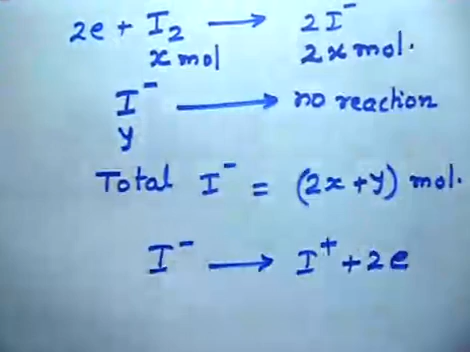 2e + I₂ ⟶ 2I⁻
x mol 2x mol.
I⁻ ⟶ no reaction
y
Total I⁻ = (2x+y) mol.
I⁻ ⟶ I⁺ + 2e